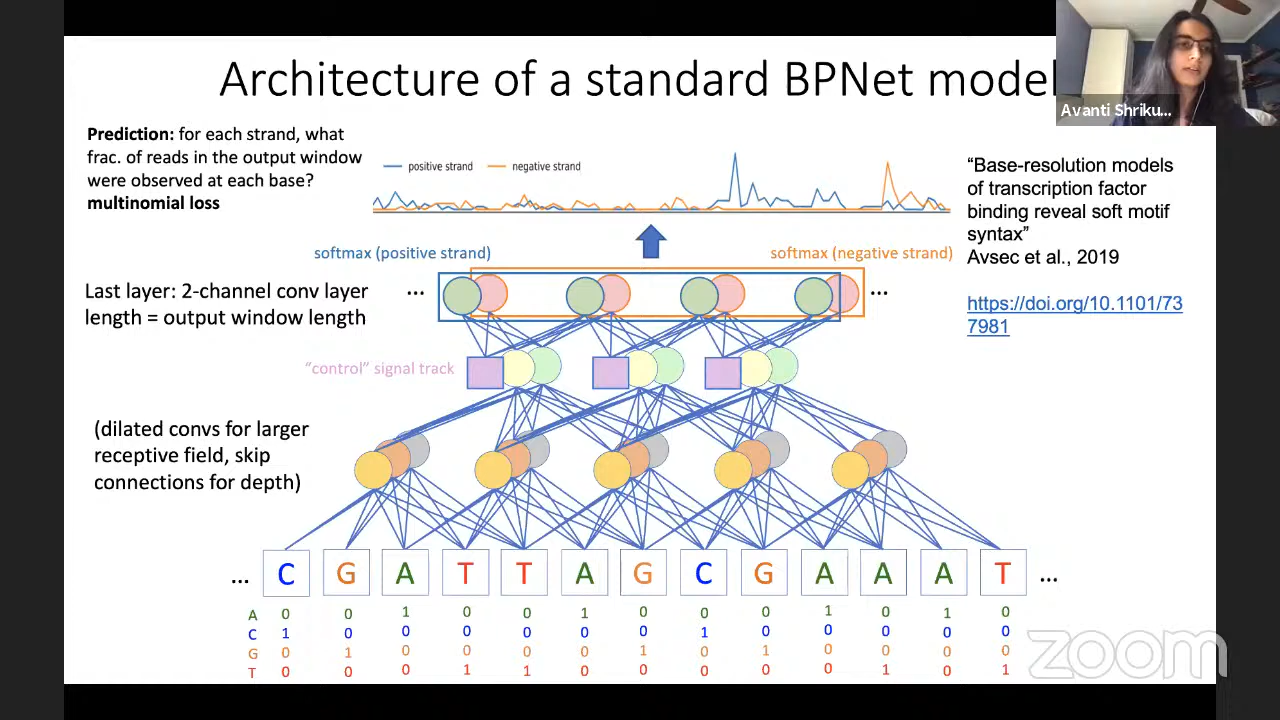 Architecture of a standard BPNet model
Avanti Shriku...
Prediction: for each strand, what
frac. of reads in the output window
were observed at each base?
multinomial loss
positive strand negative strand
"Base-resolution models
of transcription factor
binding reveal soft motif
syntax"
Avsec et al., 2019
https://doi.org/10.1101/73
7981
softmax (positive strand) softmax (negative strand)
Last layer: 2-channel conv layer
length = output window length
... ...
"control" signal track
(dilated convs for larger
receptive field, skip
connections for depth)
... C G A T T A G C G A A A T ...
A 0 0 1 0 0 1 0 0 0 1 0 1 0
C 1 0 0 0 0 0 0 1 0 0 0 0 0
G 0 1 0 0 0 0 1 0 1 0 0 0 0
T 0 0 0 1 1 0 0 0 0 0 1 0 1
zoom